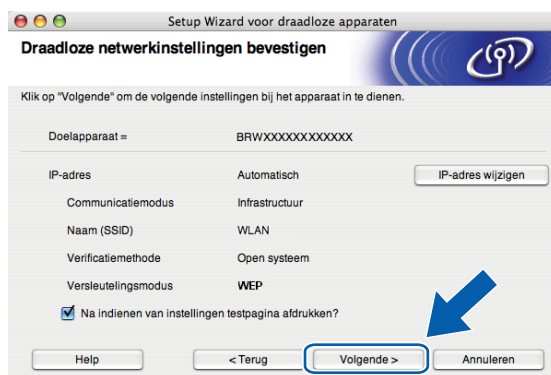 Setup Wizard voor draadloze apparaten
Draadloze netwerkinstellingen bevestigen
Klik op "Volgende" om de volgende instellingen bij het apparaat in te dienen.
Doelapparaat = BRWXXXXXXXXXXXX
IP-adres Automatisch IP-adres wijzigen
Communicatiemodus Infrastructuur
Naam (SSID) WLAN
Verificatiemethode Open systeem
Versleutelingsmodus WEP
Na indienen van instellingen testpagina afdrukken?
Help < Terug Volgende > Annuleren